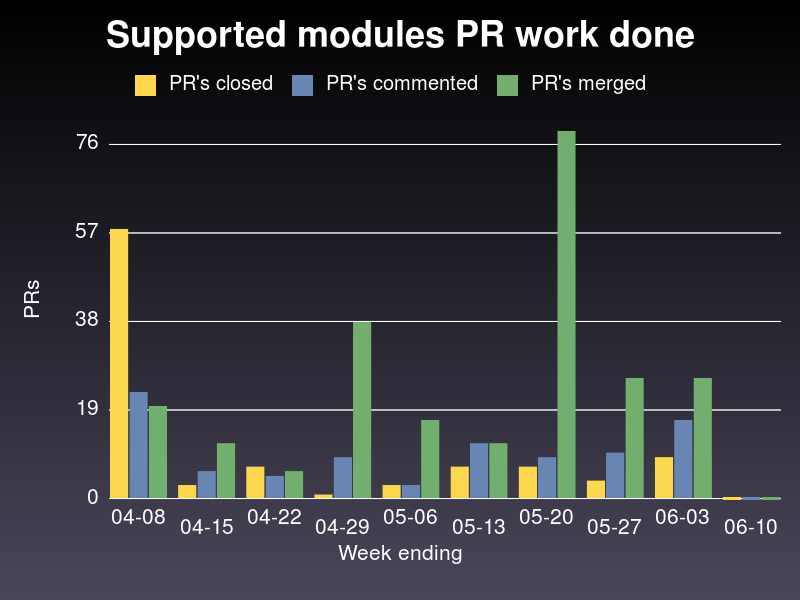 Supported modules PR work done
PR's closed PR's commented PR's merged
76
57
38
19
0
PRs
04-08 04-15 04-22 04-29 05-06 05-13 05-20 05-27 06-03 06-10
Week ending